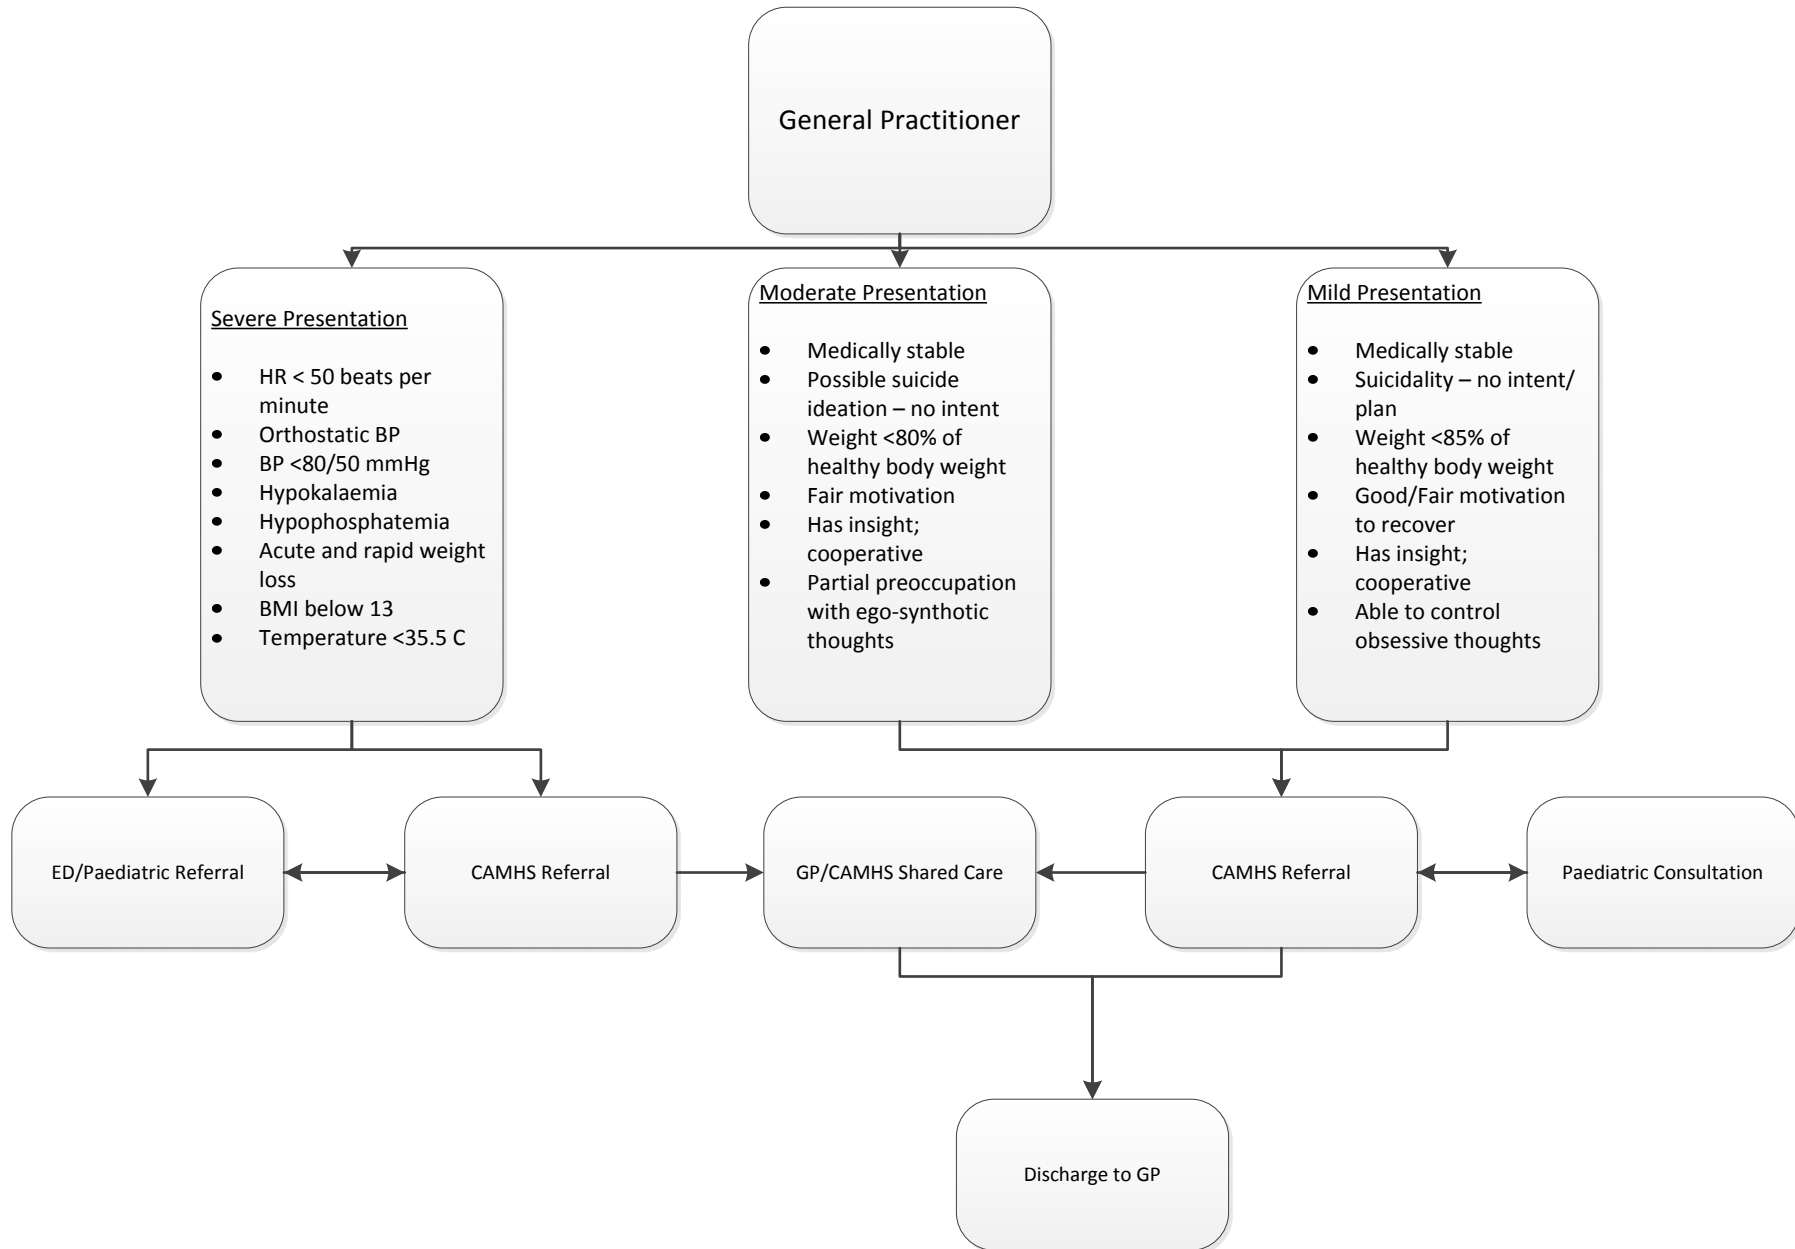 General Practitioner
Severe Presentation
• HR < 50 beats per
minute
• Orthostatic BP
• BP <80/50 mmHg
• Hypokalaemia
• Hypophosphatemia
• Acute and rapid weight
loss
• BMI below 13
• Temperature <35.5 C
Moderate Presentation
• Medically stable
• Possible suicide
ideation – no intent
• Weight <80% of
healthy body weight
• Fair motivation
• Has insight;
cooperative
• Partial preoccupation
with ego-synthotic
thoughts
Mild Presentation
• Medically stable
• Suicidality – no intent/
plan
• Weight <85% of
healthy body weight
• Good/Fair motivation
to recover
• Has insight;
cooperative
• Able to control
obsessive thoughts
ED/Paediatric Referral
CAMHS Referral
GP/CAMHS Shared Care
CAMHS Referral
Paediatric Consultation
Discharge to GP